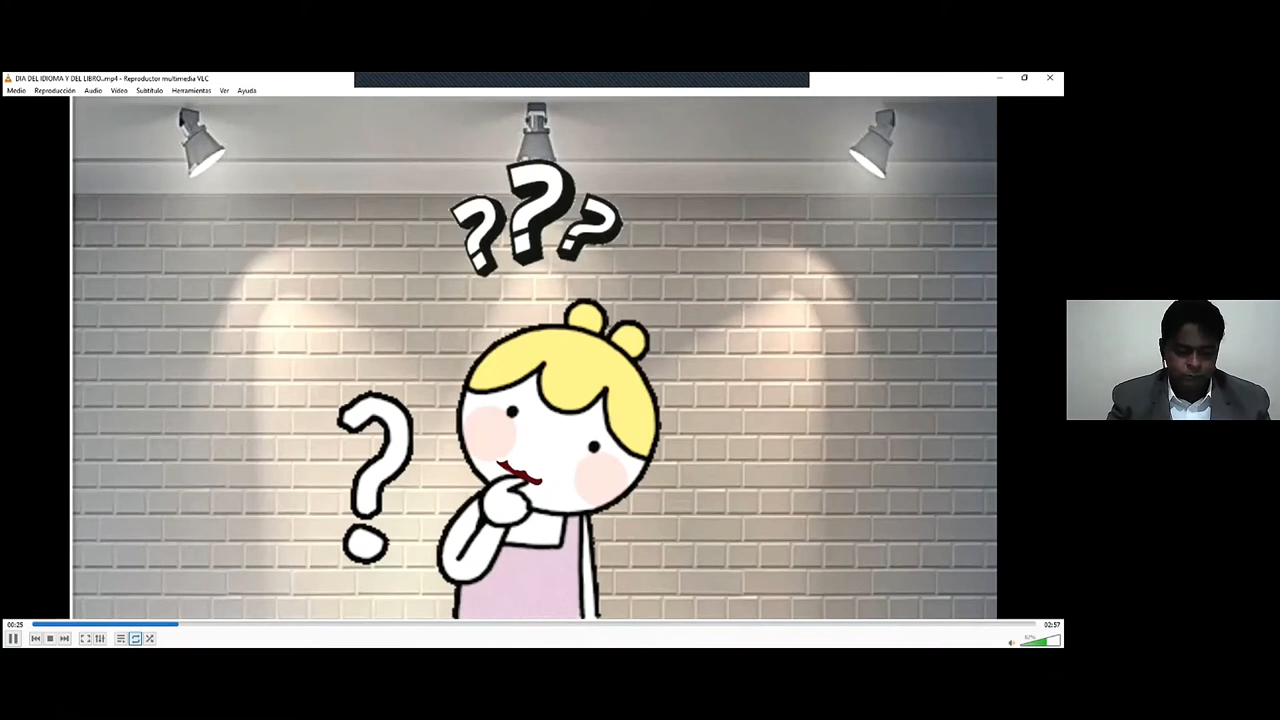 DIA DEL IDIOMA Y DEL LIBRO..mp4 - Reproductor multimedia VLC
Medio Reproducción Audio Vídeo Subtítulo Herramientas Ver Ayuda
? ? ?
?
00:25 02:57